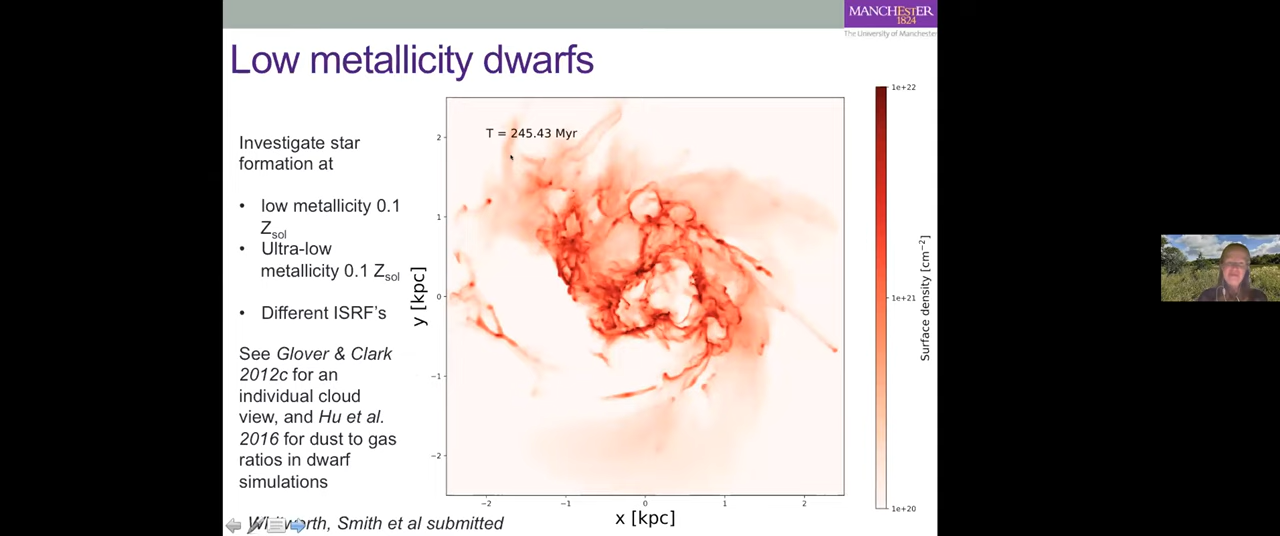 MANCHESTER
1824
The University of Manchester
Low metallicity dwarfs
Investigate star
formation at
• low metallicity 0.1
Zsol
• Ultra-low
metallicity 0.1 Zsol
• Different ISRF's
See Glover & Clark
2012c for an
individual cloud
view, and Hu et al.
2016 for dust to gas
ratios in dwarf
simulations
Whitworth, Smith et al submitted
T = 245.43 Myr
y [kpc]
2
1
0
−1
−2
−2
−1
0
1
2
x [kpc]
1e+22
1e+21
1e+20
Surface density [cm−2]